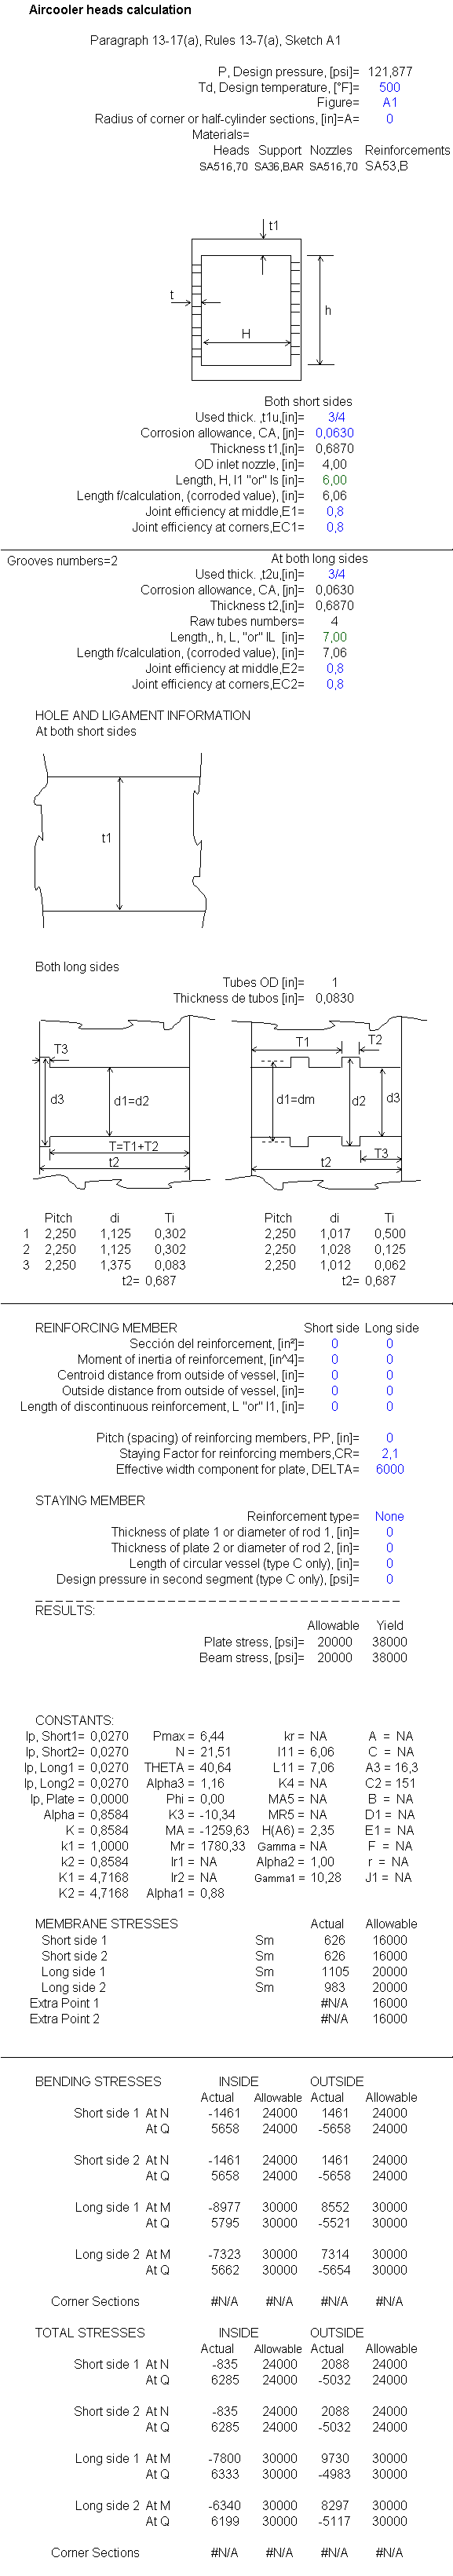 Aircooler heads calculation
Paragraph 13-17(a), Rules 13-7(a), Sketch A1
P, Design pressure, [psi]= 121,877
Td, Design temperature, [°F]= 500
Figure= A1
Radius of corner or half-cylinder sections, [in]=A= 0
Materials=
Heads Support Nozzles Reinforcements
SA516,70 SA36,BAR SA516,70 SA53,B
t1
t
H
h
Both short sides
Used thick. ,t1u,[in]= 3/4
Corrosion allowance, CA, [in]= 0,0630
Thickness t1,[in]= 0,6870
OD inlet nozzle, [in]= 4,00
Length, H, I1 "or" Is [in]= 6,00
Length f/calculation, (corroded value), [in]= 6,06
Joint efficiency at middle,E1= 0,8
Joint efficiency at corners,EC1= 0,8
Grooves numbers=2 At both long sides
Used thick. ,t2u,[in]= 3/4
Corrosion allowance, CA, [in]= 0,0630
Thickness t2,[in]= 0,6870
Raw tubes numbers= 4
Length,, h, L, "or" IL [in]= 7,00
Length f/calculation, (corroded value), [in]= 7,06
Joint efficiency at middle,E2= 0,8
Joint efficiency at corners,EC2= 0,8
HOLE AND LIGAMENT INFORMATION
At both short sides
t1
Both long sides
Tubes OD [in]= 1
Thickness de tubos [in]= 0,0830
T3 T1 T2
d3 d1=d2 d1=dm d2 d3
T=T1+T2 T3
t2 t2
Pitch di Ti Pitch di Ti
1 2,250 1,125 0,302 2,250 1,017 0,500
2 2,250 1,125 0,302 2,250 1,028 0,125
3 2,250 1,375 0,083 2,250 1,012 0,062
t2= 0,687 t2= 0,687
REINFORCING MEMBER Short side Long side
Sección del reinforcement, [in²]= 0 0
Moment of inertia of reinforcement, [in^4]= 0 0
Centroid distance from outside of vessel, [in]= 0 0
Outside distance from outside of vessel, [in]= 0 0
Length of discontinuous reinforcement, L "or" I1, [in]= 0 0
Pitch (spacing) of reinforcing members, PP, [in]= 0
Staying Factor for reinforcing members,CR= 2,1
Effective width component for plate, DELTA= 6000
STAYING MEMBER
Reinforcement type= None
Thickness of plate 1 or diameter of rod 1, [in]= 0
Thickness of plate 2 or diameter of rod 2, [in]= 0
Length of circular vessel (type C only), [in]= 0
Design pressure in second segment (type C only), [psi]= 0
RESULTS:
Allowable Yield
Plate stress, [psi]= 20000 38000
Beam stress, [psi]= 20000 38000
CONSTANTS:
Ip, Short1= 0,0270 Pmax = 6,44 kr = NA A = NA
Ip, Short2= 0,0270 N = 21,51 I11 = 6,06 C = NA
Ip, Long1 = 0,0270 THETA = 40,64 L11 = 7,06 A3 = 16,3
Ip, Long2 = 0,0270 Alpha3 = 1,16 K4 = NA C2 = 151
Ip, Plate = 0,0000 Phi = 0,00 MA5 = NA B = NA
Alpha = 0,8584 K3 = -10,34 MR5 = NA D1 = NA
K = 0,8584 MA = -1259,63 H(A6) = 2,35 E1 = NA
k1 = 1,0000 Mr = 1780,33 Gamma = NA F = NA
k2 = 0,8584 Ir1 = NA Alpha2 = 1,00 r = NA
K1 = 4,7168 Ir2 = NA Gamma1 = 10,28 J1 = NA
K2 = 4,7168 Alpha1 = 0,88
MEMBRANE STRESSES Actual Allowable
Short side 1 Sm 626 16000
Short side 2 Sm 626 16000
Long side 1 Sm 1105 20000
Long side 2 Sm 983 20000
Extra Point 1 #N/A 16000
Extra Point 2 #N/A 16000
BENDING STRESSES INSIDE OUTSIDE
Actual Allowable Actual Allowable
Short side 1 At N -1461 24000 1461 24000
At Q 5658 24000 -5658 24000
Short side 2 At N -1461 24000 1461 24000
At Q 5658 24000 -5658 24000
Long side 1 At M -8977 30000 8552 30000
At Q 5795 30000 -5521 30000
Long side 2 At M -7323 30000 7314 30000
At Q 5662 30000 -5654 30000
Corner Sections #N/A #N/A #N/A #N/A
TOTAL STRESSES INSIDE OUTSIDE
Actual Allowable Actual Allowable
Short side 1 At N -835 24000 2088 24000
At Q 6285 24000 -5032 24000
Short side 2 At N -835 24000 2088 24000
At Q 6285 24000 -5032 24000
Long side 1 At M -7800 30000 9730 30000
At Q 6333 30000 -4983 30000
Long side 2 At M -6340 30000 8297 30000
At Q 6199 30000 -5117 30000
Corner Sections #N/A #N/A #N/A #N/A